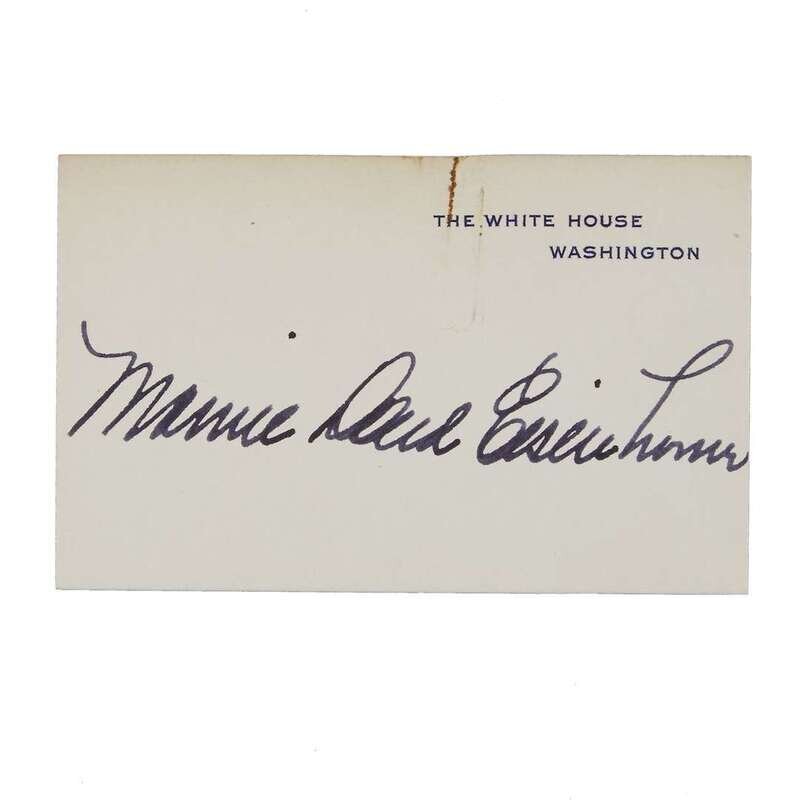 THE WHITE HOUSE
WASHINGTON
Mamie Doud Eisenhower